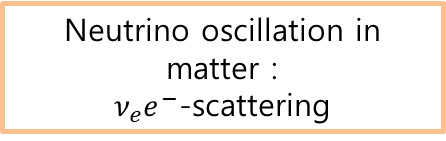 Neutrino oscillation in
matter :
𝜈ₑ𝑒⁻-scattering